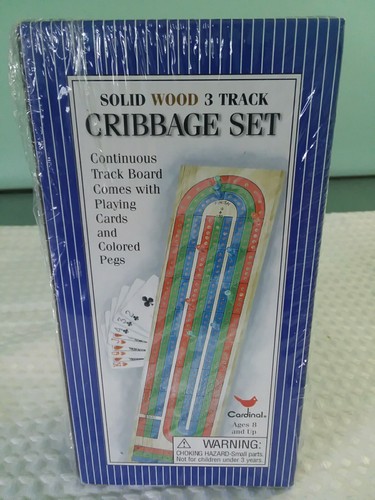 SOLID WOOD 3 TRACK
CRIBBAGE SET
Continuous
Track Board
Comes with
Playing
Cards
and
Colored
Pegs
Cardinal®
Ages 8
and Up
WARNING:
CHOKING HAZARD-Small parts.
Not for children under 3 years.